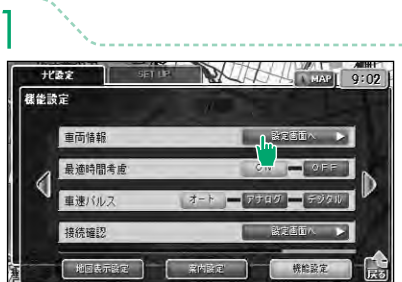 1
ナビ設定 SET UP MAP 9:02
機能設定
車両情報 設定画面へ
最適時間考慮 ON OFF
車速パルス オート アナログ デジタル
接続確認 設定画面へ
地図表示設定 案内設定 機能設定 戻る